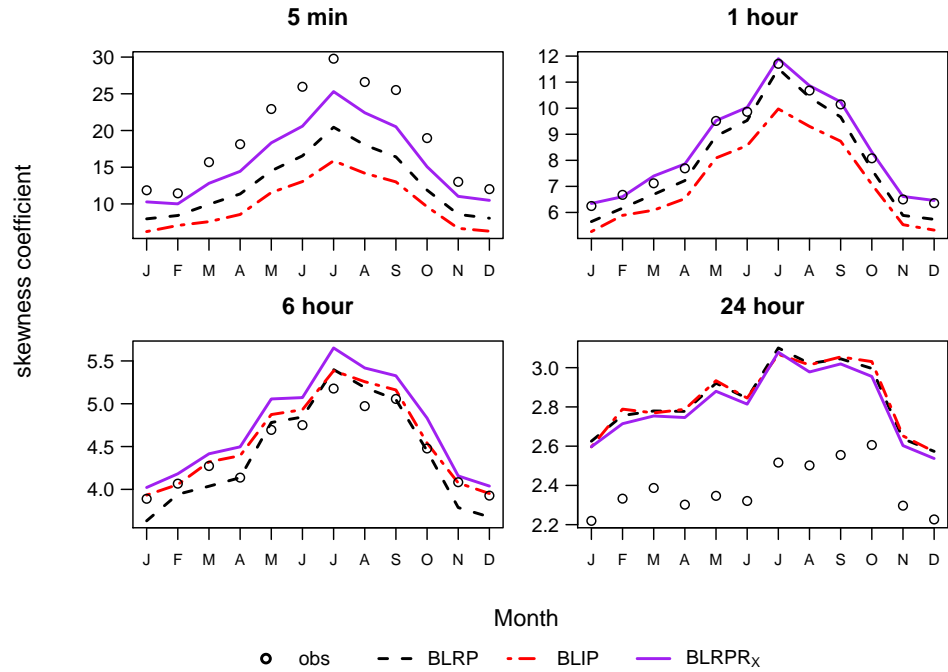 5 min
1 hour
30
25
20
15
10
12
11
10
9
8
7
6
J F M A M J J A S O N D
J F M A M J J A S O N D
skewness coefficient
6 hour
24 hour
5.5
5.0
4.5
4.0
3.0
2.8
2.6
2.4
2.2
J F M A M J J A S O N D
J F M A M J J A S O N D
Month
obs BLRP BLIP BLRPRX